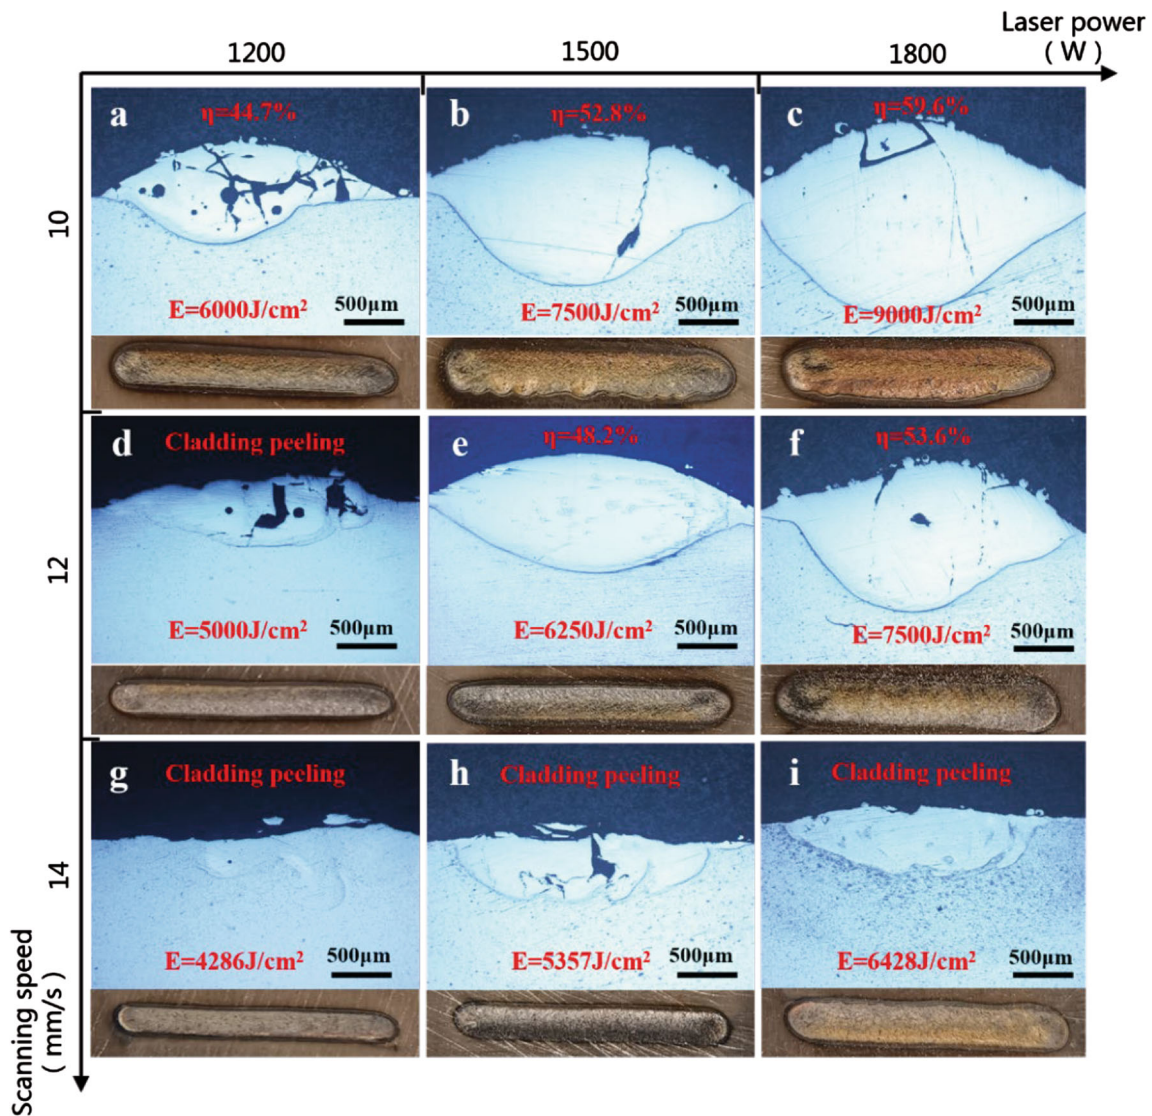 Laser power
( W )
1200
1500
1800
a
η=44.7%
b
η=52.8%
c
η=59.6%
10
E=6000J/cm²
500μm
E=7500J/cm²
500μm
E=9000J/cm²
500μm
d
Cladding peeling
e
η=48.2%
f
η=53.6%
12
E=5000J/cm²
500μm
E=6250J/cm²
500μm
E=7500J/cm²
500μm
g
Cladding peeling
h
Cladding peeling
i
Cladding peeling
14
E=4286J/cm²
500μm
E=5357J/cm²
500μm
E=6428J/cm²
500μm
Scanning speed
( mm/s )